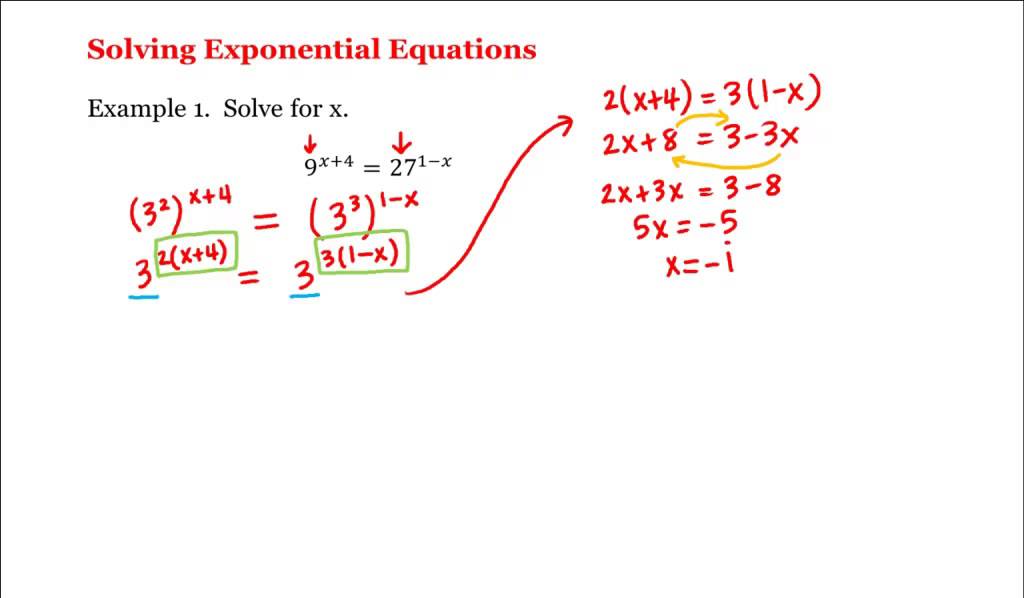 Solving Exponential Equations
Example 1. Solve for x.
9^{x+4} = 27^{1−x}
(3^2)^{x+4} = (3^3)^{1−x}
3^{2(x+4)} = 3^{3(1−x)}
2(x+4) = 3(1−x)
2x+8 = 3−3x
2x+3x = 3−8
5x = −5
x = −1